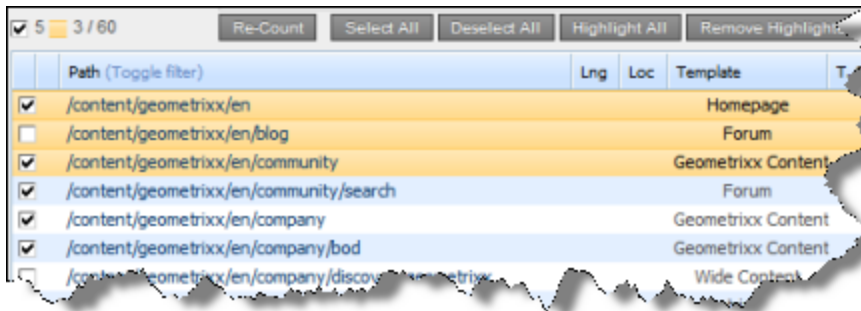 5 3 / 60 Re-Count Select All Deselect All Highlight All Remove Highlight
Path (Toggle filter) Lng Loc Template
/content/geometrixx/en Homepage
/content/geometrixx/en/blog Forum
/content/geometrixx/en/community Geometrixx Content
/content/geometrixx/en/community/search Forum
/content/geometrixx/en/company Geometrixx Content
/content/geometrixx/en/company/bod Geometrixx Content
Wide Content